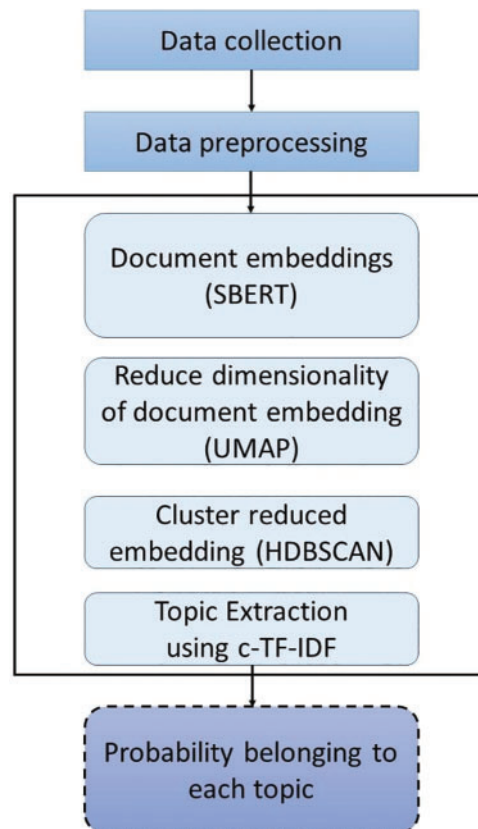 Data collection
Data preprocessing
Document embeddings
(SBERT)
Reduce dimensionality
of document embedding
(UMAP)
Cluster reduced
embedding (HDBSCAN)
Topic Extraction
using c-TF-IDF
Probability belonging to
each topic